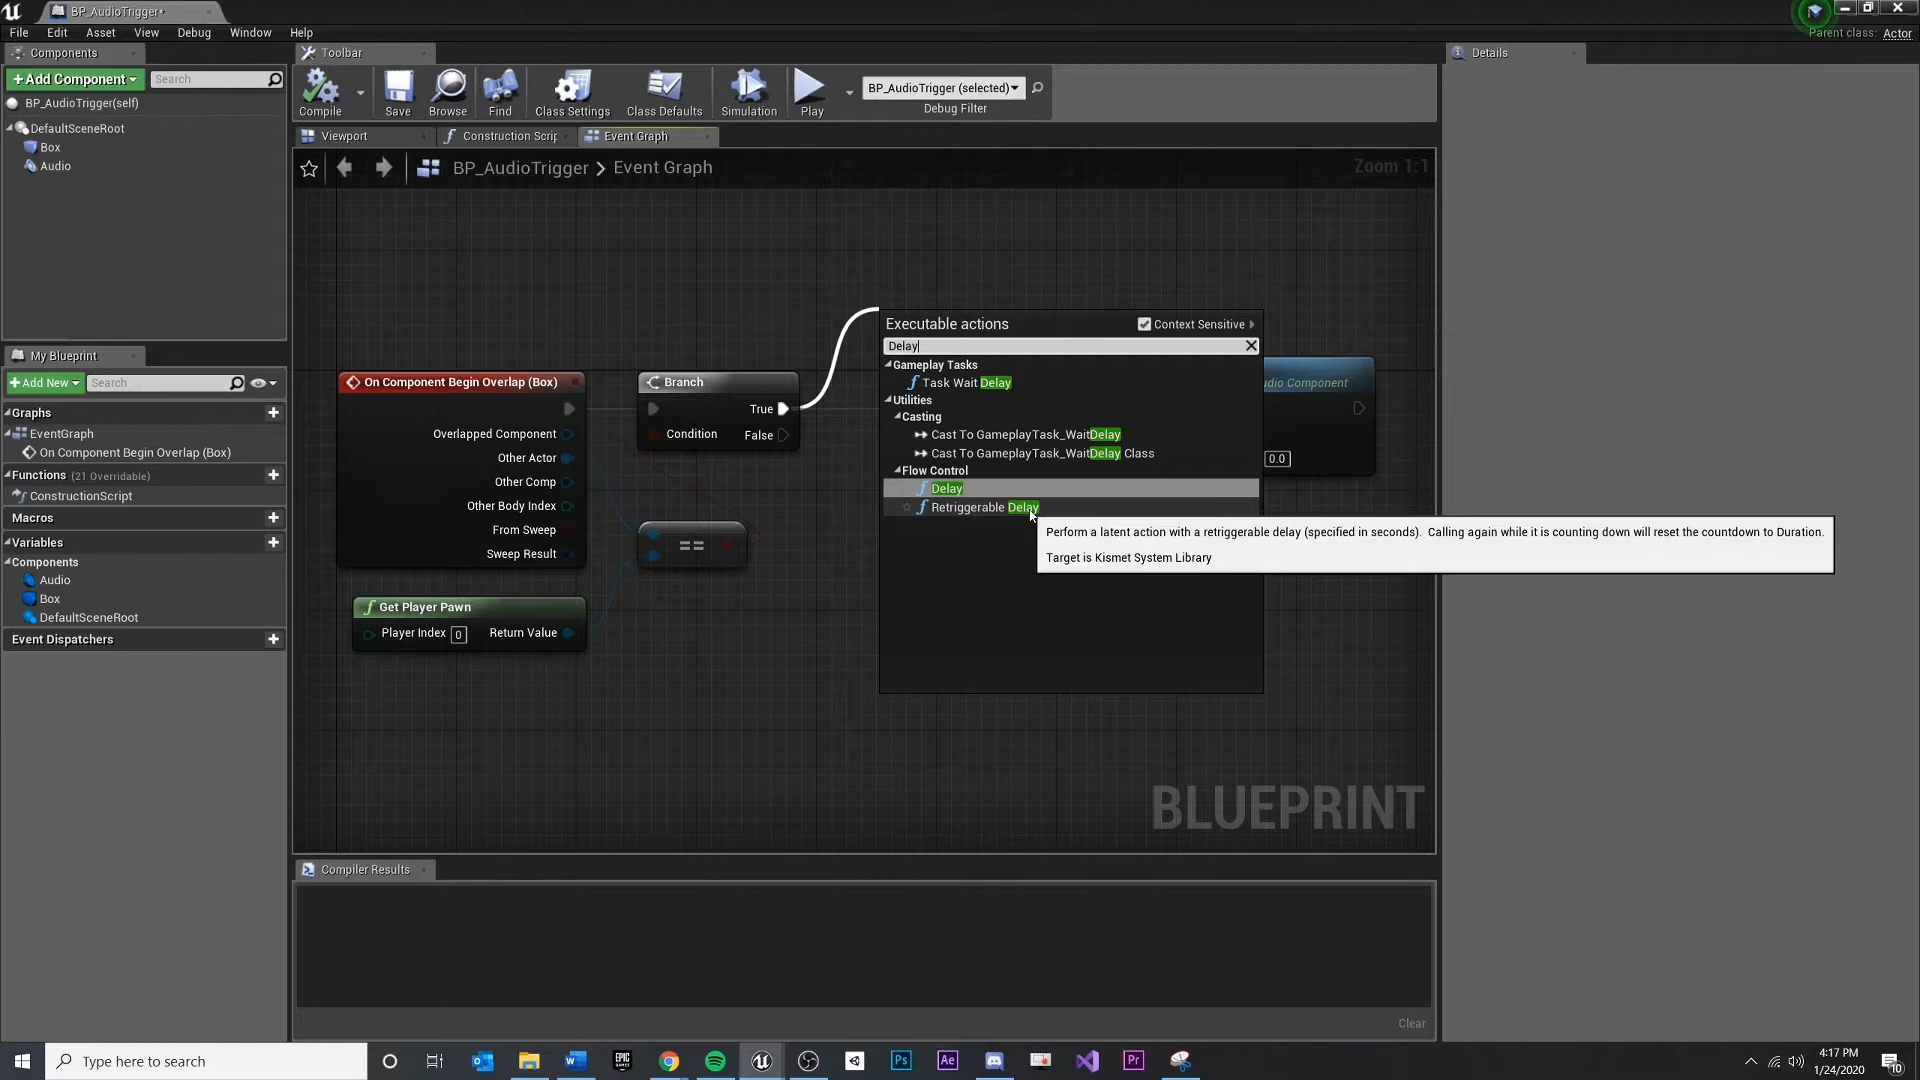 BP_AudioTrigger*
File Edit Asset View Debug Window Help
Parent class: Actor
Components
Toolbar
Details
+Add Component
Search
BP_AudioTrigger(self)
DefaultSceneRoot
Box
Audio
Compile
Save
Browse
Find
Class Settings
Class Defaults
Simulation
Play
BP_AudioTrigger (selected)
Debug Filter
Viewport
Construction Scrip
Event Graph
BP_AudioTrigger > Event Graph
Zoom 1:1
My Blueprint
+Add New
Search
Graphs
EventGraph
On Component Begin Overlap (Box)
Functions (21 Overridable)
ConstructionScript
Macros
Variables
Components
Audio
Box
DefaultSceneRoot
Event Dispatchers
On Component Begin Overlap (Box)
Overlapped Component
Other Actor
Other Comp
Other Body Index
From Sweep
Sweep Result
Get Player Pawn
Player Index 0 Return Value
Branch
True
Condition False
==
Executable actions
Context Sensitive
Delay
Gameplay Tasks
Task Wait Delay
Utilities
Casting
Cast To GameplayTask_WaitDelay
Cast To GameplayTask_WaitDelay Class
Flow Control
Delay
Retriggerable Delay
Perform a latent action with a retriggerable delay (specified in seconds). Calling again while it is counting down will reset the countdown to Duration.
Target is Kismet System Library
udio Component
0.0
BLUEPRINT
Compiler Results
Clear
Type here to search
EPIC GAMES
Ps
Ae
Pr
4:17 PM
1/24/2020
10